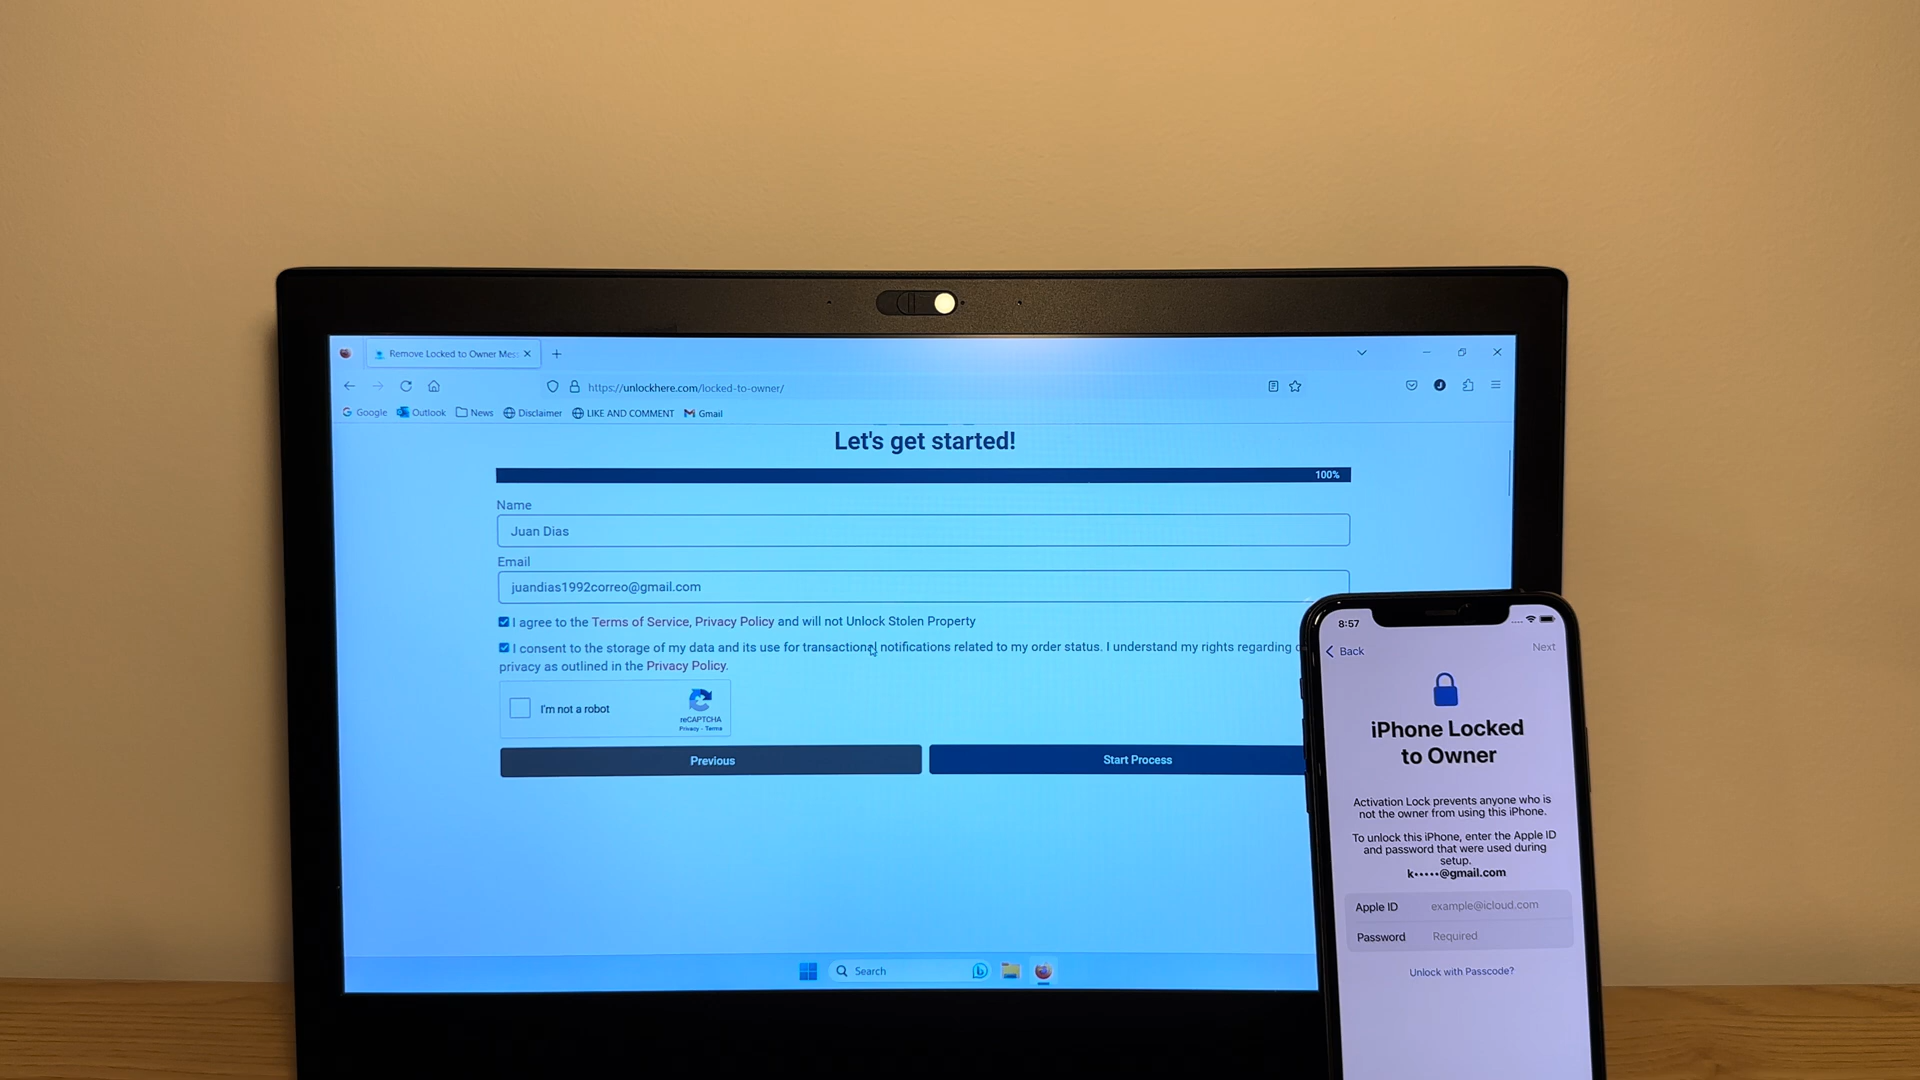 Remove Locked to Owner Mes
https://unlockhere.com/locked-to-owner/
Google Outlook News Disclaimer LIKE AND COMMENT Gmail
Let's get started!
100%
Name
Juan Dias
Email
juandias1992correo@gmail.com
I agree to the Terms of Service, Privacy Policy and will not Unlock Stolen Property
I consent to the storage of my data and its use for transactional notifications related to my order status. I understand my rights regarding
privacy as outlined in the Privacy Policy.
I'm not a robot
reCAPTCHA
Privacy - Terms
Previous
Start Process
Search
8:57
Back
Next
iPhone Locked
to Owner
Activation Lock prevents anyone who is
not the owner from using this iPhone.
To unlock this iPhone, enter the Apple ID
and password that were used during
setup.
k•••••@gmail.com
Apple ID example@icloud.com
Password Required
Unlock with Passcode?